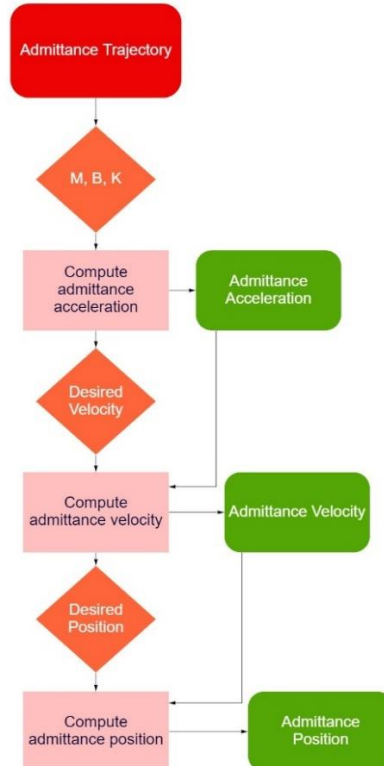 Admittance Trajectory
M, B, K
Compute
admittance
acceleration
Admittance
Acceleration
Desired
Velocity
Compute
admittance velocity
Admittance Velocity
Desired
Position
Compute
admittance position
Admittance
Position